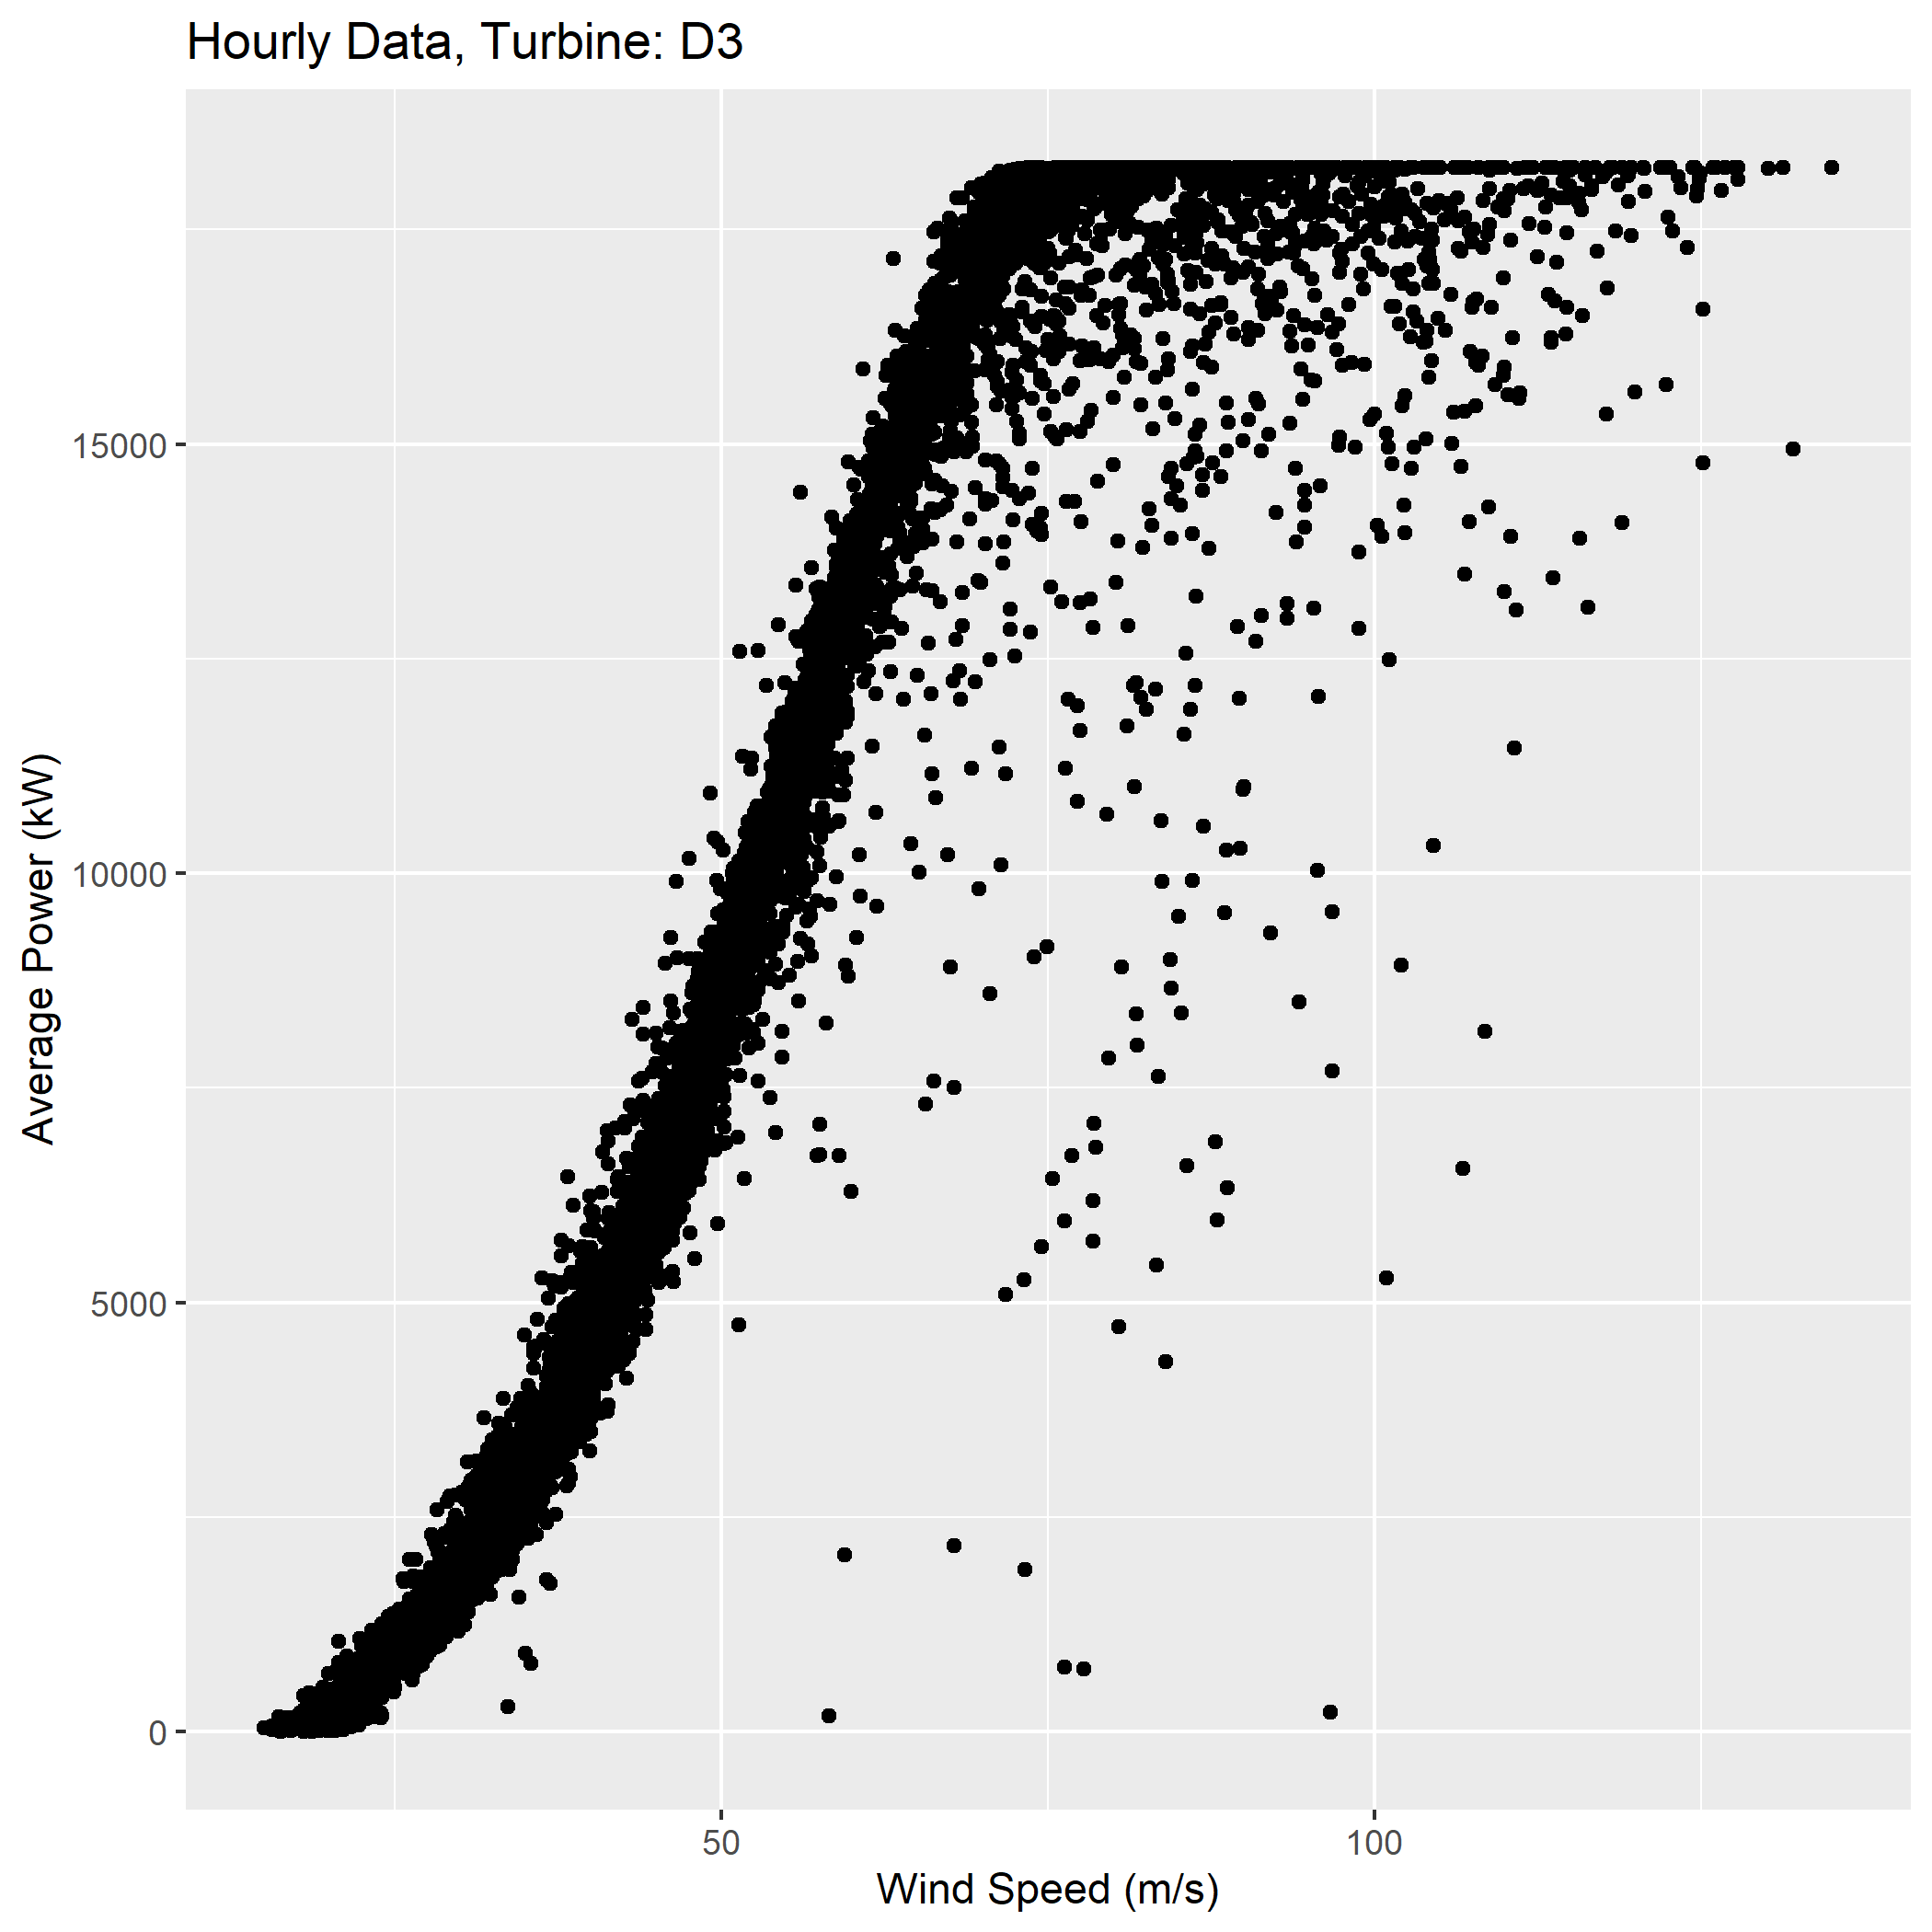 Hourly Data, Turbine: D3
Average Power (kW)
15000
10000
5000
0
50
100
Wind Speed (m/s)